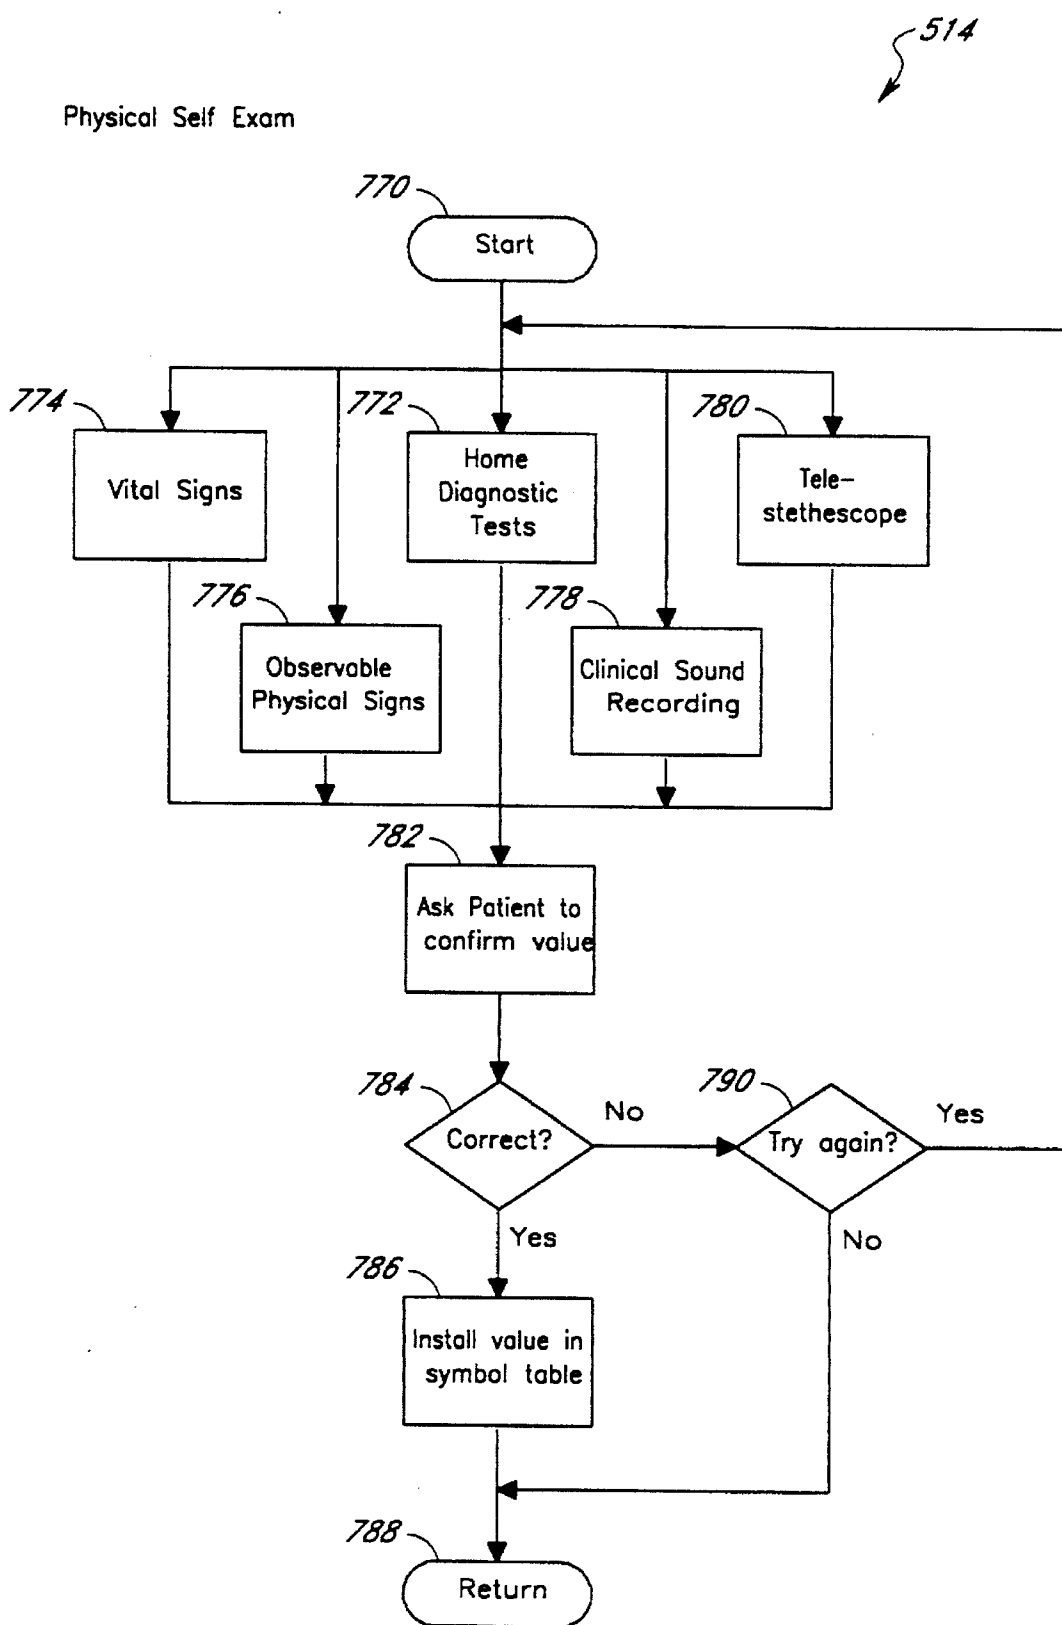 514
Physical Self Exam
770
Start
774
772
780
Vital Signs
Home
Diagnostic
Tests
Tele-
stethescope
776
778
Observable
Physical Signs
Clinical Sound
Recording
782
Ask Patient to
confirm value
784
790
Correct?
No
Try again?
Yes
Yes
No
786
Install value in
symbol table
788
Return